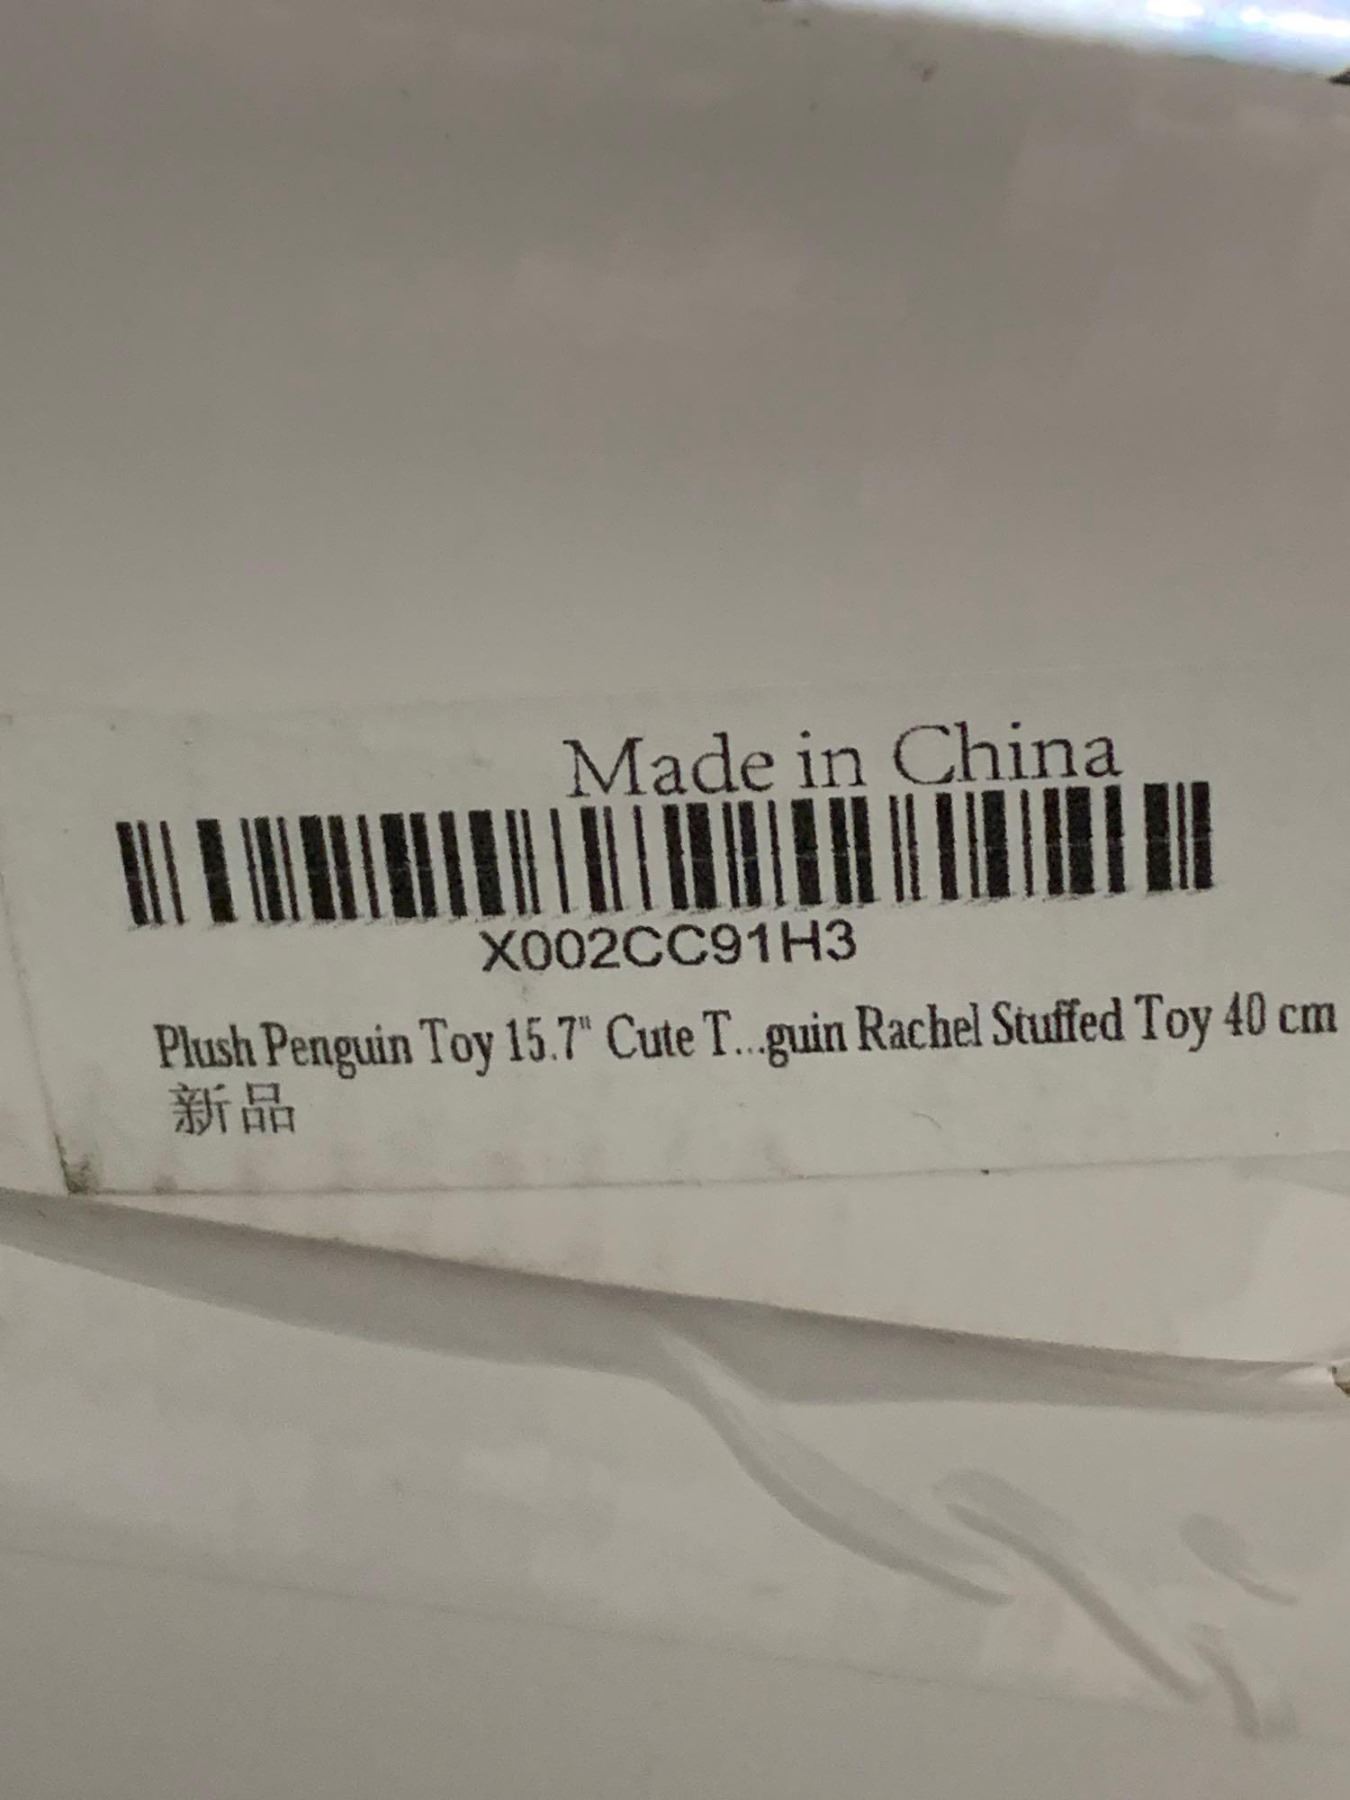 Made in China
X002CC91H3
Plush Penguin Toy 15.7" Cute T...guin Rachel Stuffed Toy 40 cm
新品